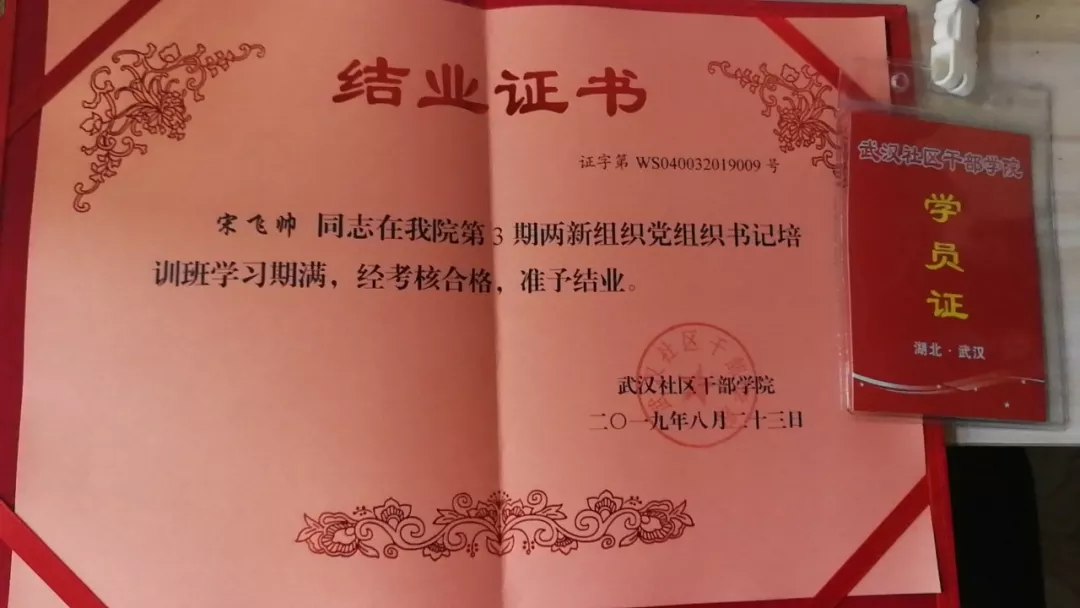 结业证书
证字第 WS040032019009 号
宋飞帅 同志在我院第 3 期两新组织党组织书记培
训班学习期满，经考核合格，准予结业。
武汉社区干部学院
二〇一九年八月二十三日
武汉社区干部学院
学
员
证
湖北·武汉